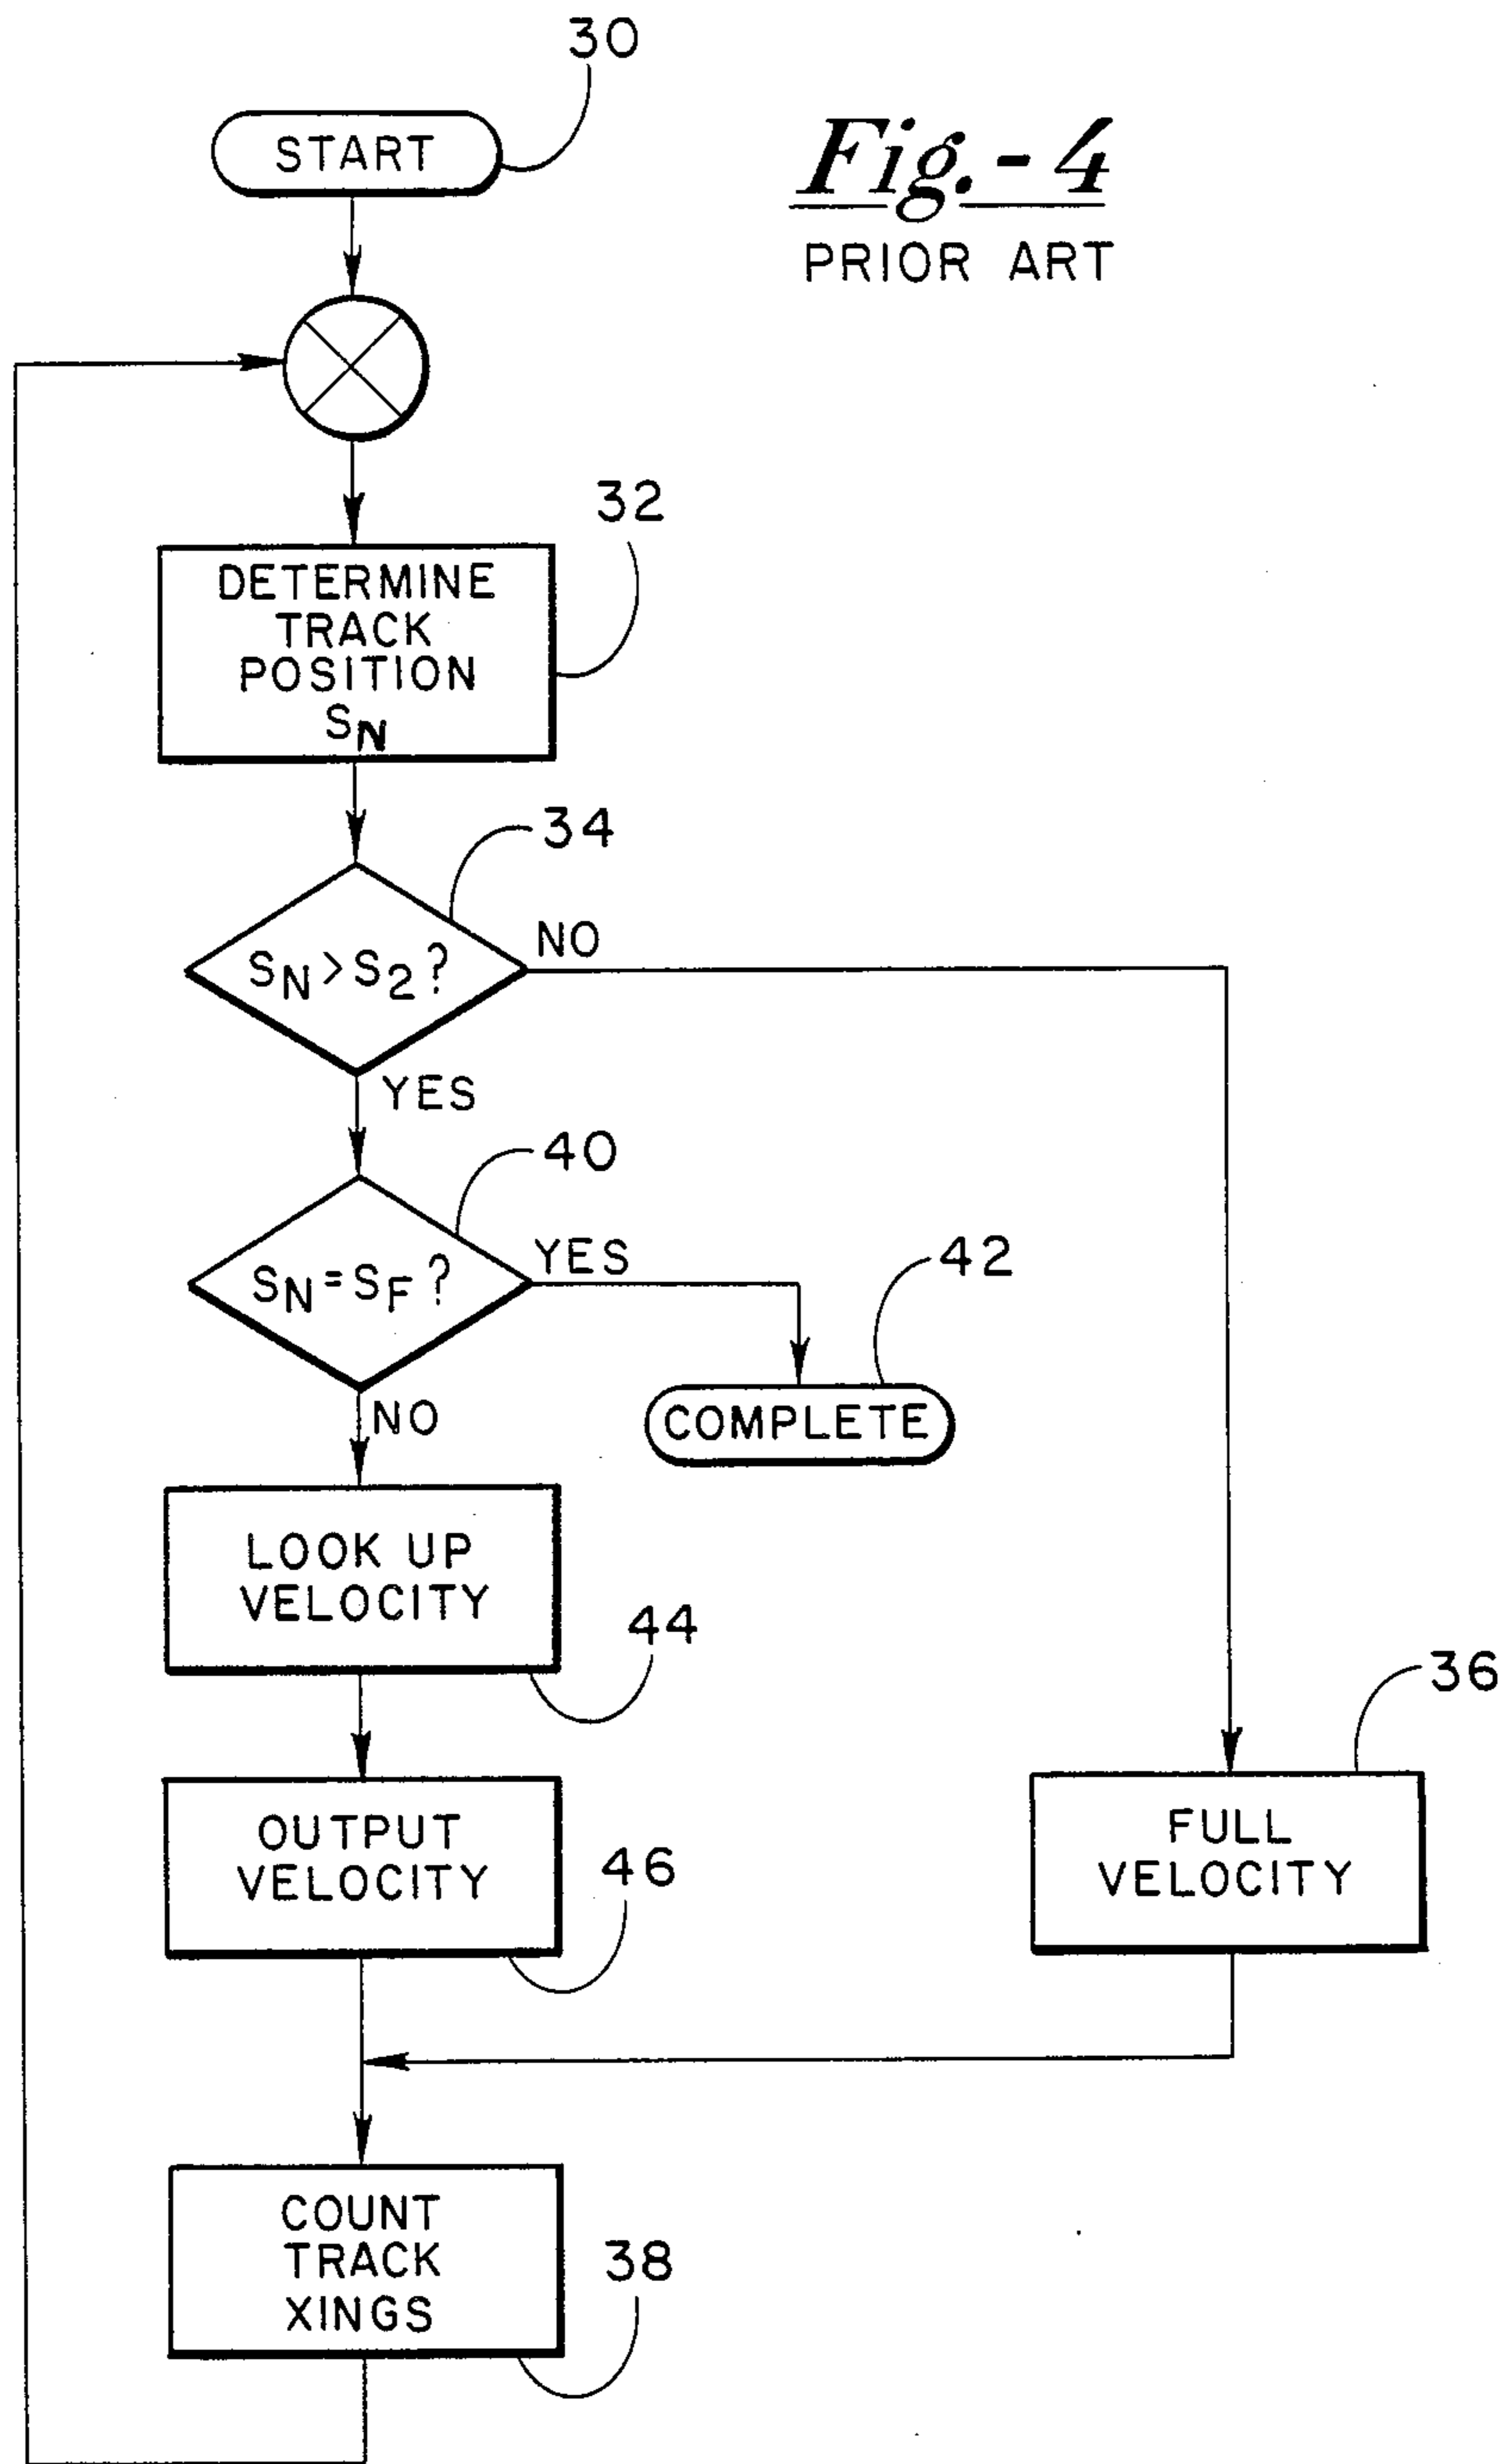 30
START
Fig.-4
PRIOR ART
32
DETERMINE
TRACK
POSITION
SN
34
SN > S2 ?
NO
YES
40
SN = SF ?
YES
42
COMPLETE
NO
LOOK UP
VELOCITY
44
36
OUTPUT
VELOCITY
46
FULL
VELOCITY
COUNT
TRACK
XINGS
38